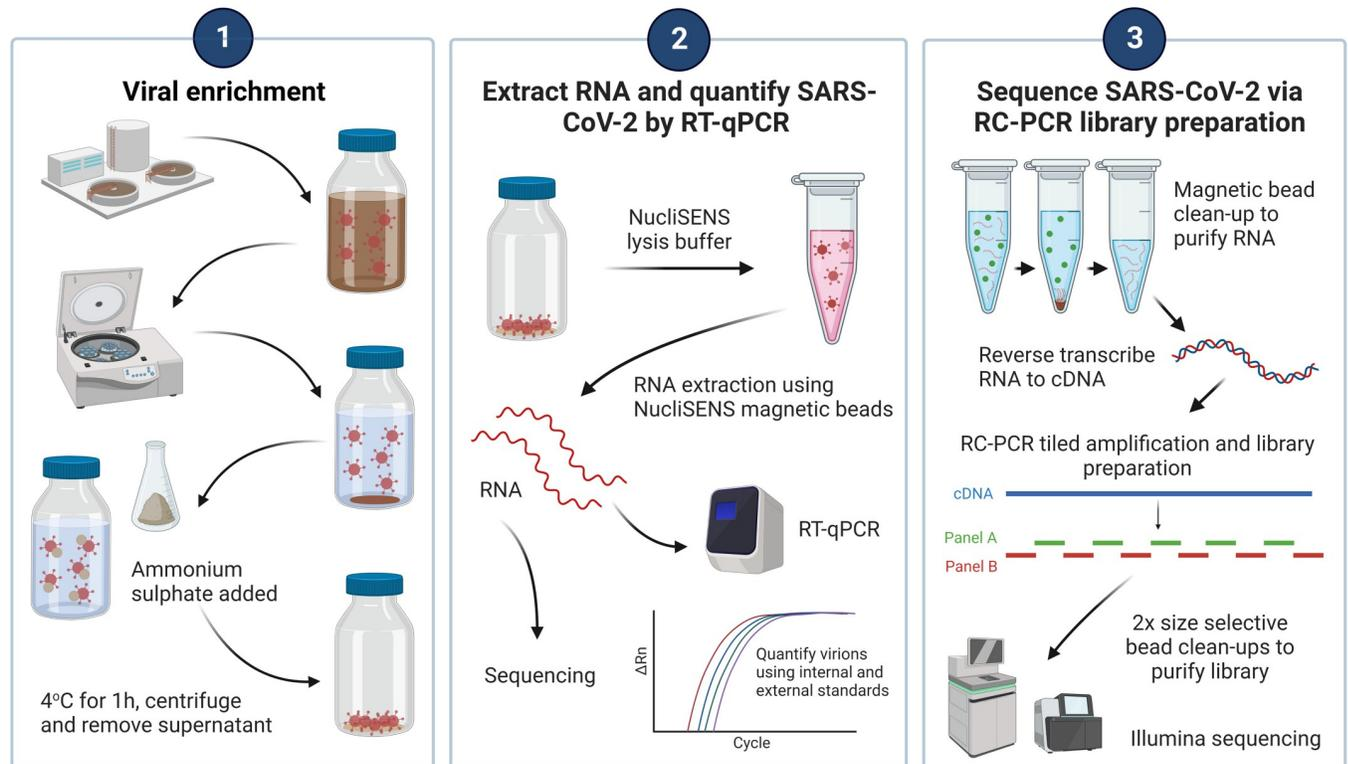 1
Viral enrichment
Ammonium
sulphate added
4ºC for 1h, centrifuge
and remove supernatant
2
Extract RNA and quantify SARS-
CoV-2 by RT-qPCR
NucliSENS
lysis buffer
RNA extraction using
NucliSENS magnetic beads
RNA
RT-qPCR
Sequencing
ΔRn
Quantify virions
using internal and
external standards
Cycle
3
Sequence SARS-CoV-2 via
RC-PCR library preparation
Magnetic bead
clean-up to
purify RNA
Reverse transcribe
RNA to cDNA
RC-PCR tiled amplification and library
preparation
cDNA
Panel A
Panel B
2x size selective
bead clean-ups to
purify library
Illumina sequencing